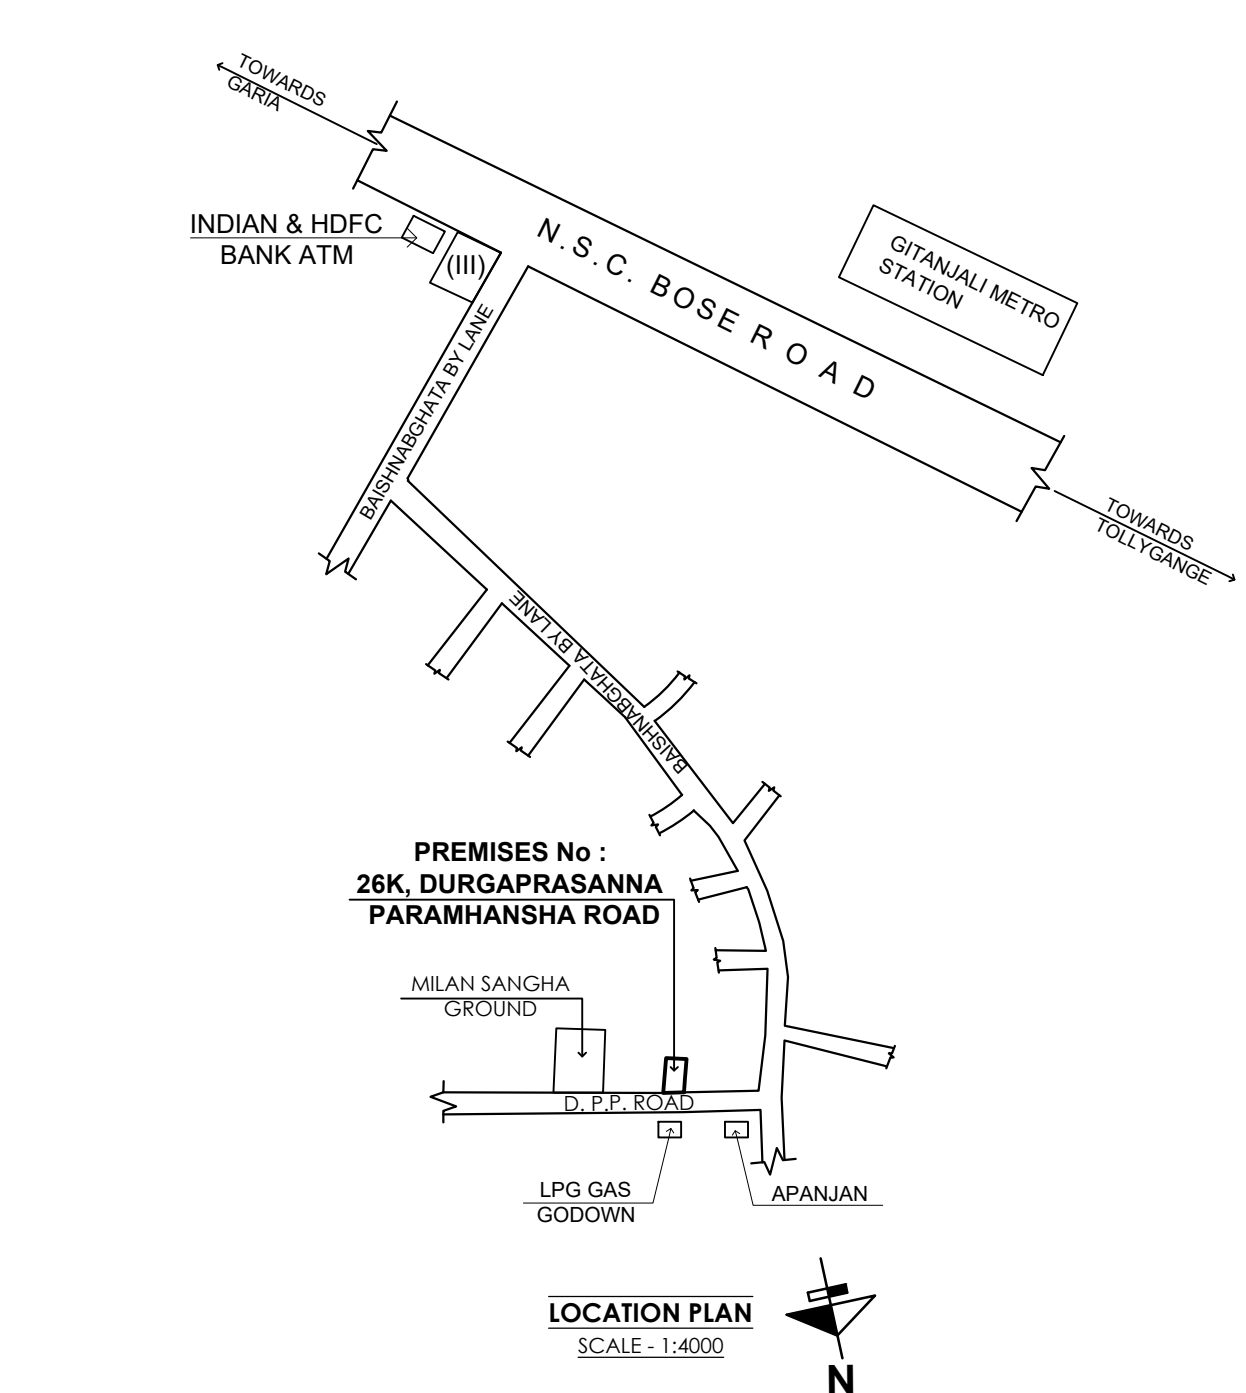 TOWARDS
GARIA
INDIAN & HDFC
BANK ATM
(III)
N.S.C. BOSE ROAD
GITANJALI METRO
STATION
BAISHNABGHATA BY LANE
TOWARDS
TOLLYGANGE
BAISHNABGHATA BY LANE
PREMISES No :
26K, DURGAPRASANNA
PARAMHANSHA ROAD
MILAN SANGHA
GROUND
D. P.P. ROAD
LPG GAS
GODOWN
APANJAN
LOCATION PLAN
SCALE - 1:4000
N